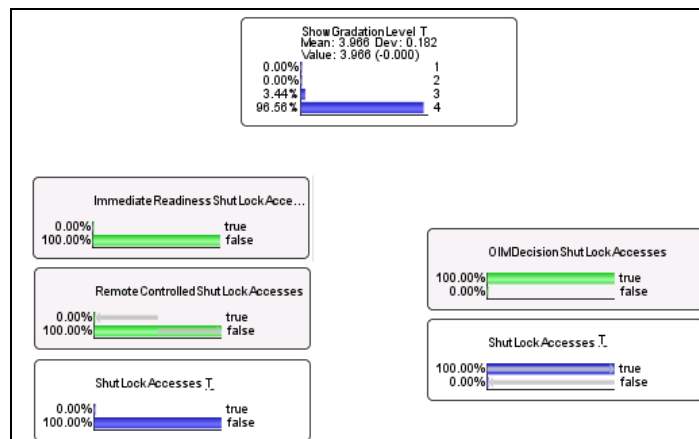 Show Gradation Level T
Mean: 3.966 Dev: 0.182
Value: 3.966 (-0.000)
0.00% 1
0.00% 2
3.44% 3
96.56% 4
Immediate Readiness Shut Lock Acce...
0.00% true
100.00% false
Remote Controlled Shut Lock Accesses
0.00% true
100.00% false
Shut Lock Accesses T
0.00% true
100.00% false
OIM Decision Shut Lock Accesses
100.00% true
0.00% false
Shut Lock Accesses T
100.00% true
0.00% false